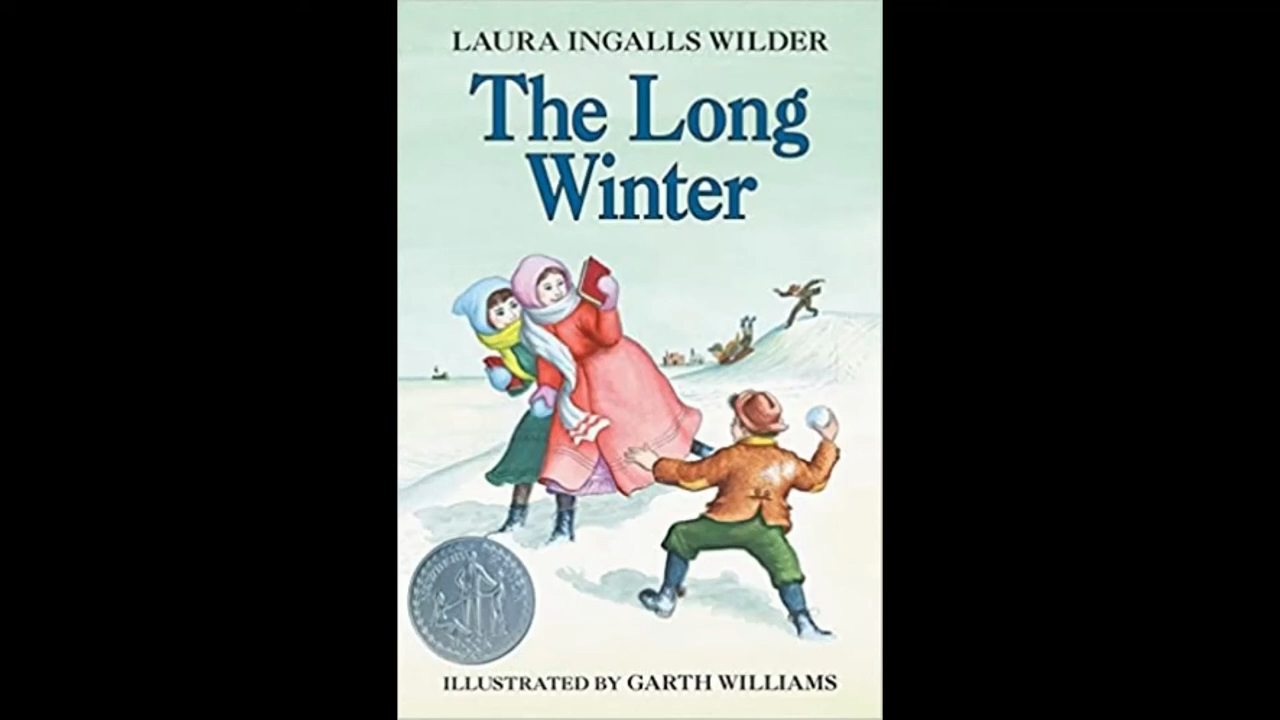 LAURA INGALLS WILDER
The Long
Winter
ILLUSTRATED BY GARTH WILLIAMS